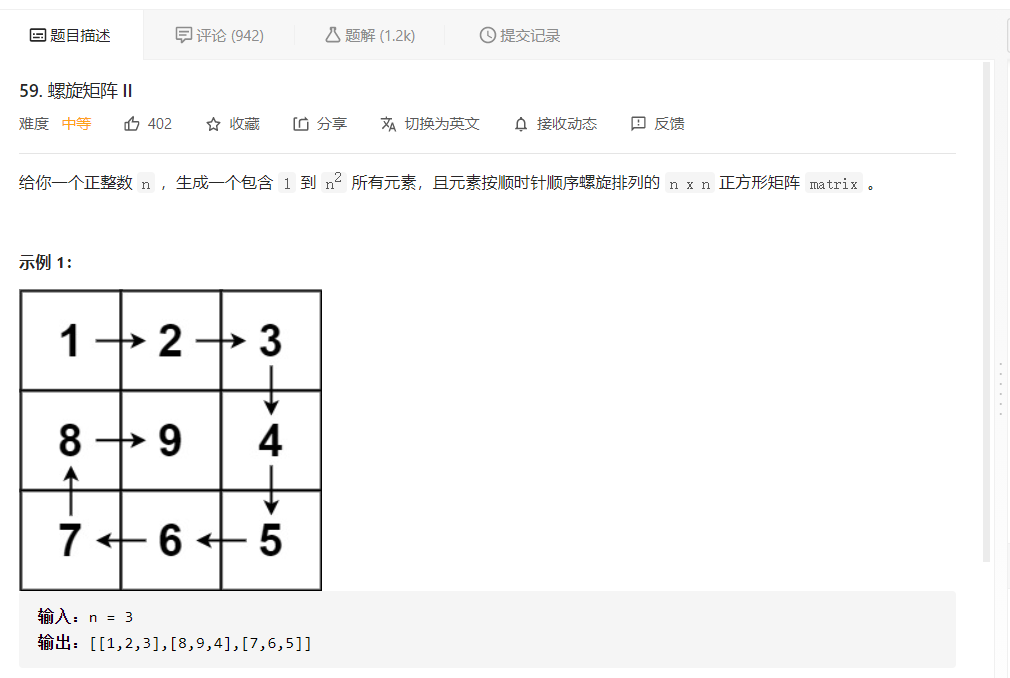 题目描述 评论 (942) 题解 (1.2k) 提交记录
59. 螺旋矩阵 II
难度 中等 402 收藏 分享 切换为英文 接收动态 反馈
给你一个正整数 n ，生成一个包含 1 到 n² 所有元素，且元素按顺时针顺序螺旋排列的 n x n 正方形矩阵 matrix 。
示例 1：
1 2 3
8 9 4
7 6 5
输入：n = 3
输出：[[1,2,3],[8,9,4],[7,6,5]]